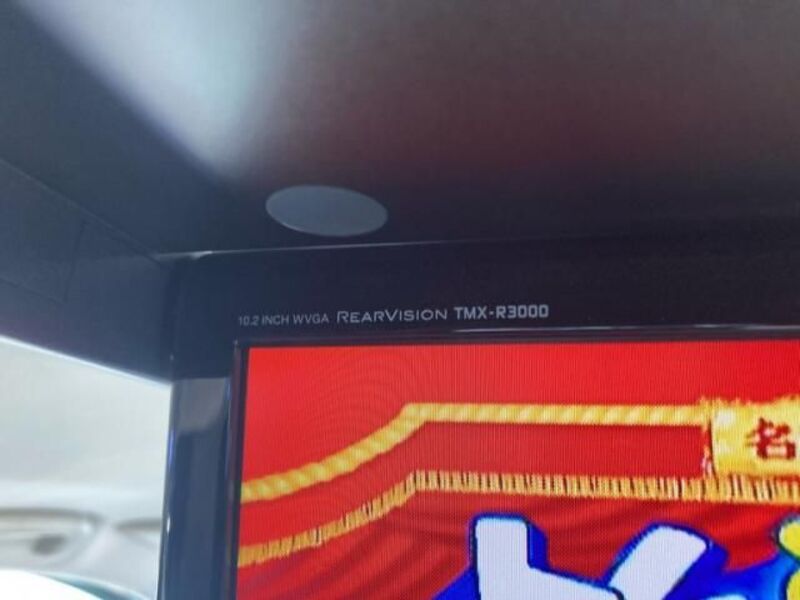 10.2 INCH WVGA REARVISION TMX-R3000
名